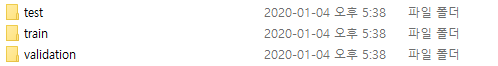 test 2020-01-04 오후 5:38 파일 폴더
train 2020-01-04 오후 5:38 파일 폴더
validation 2020-01-04 오후 5:38 파일 폴더